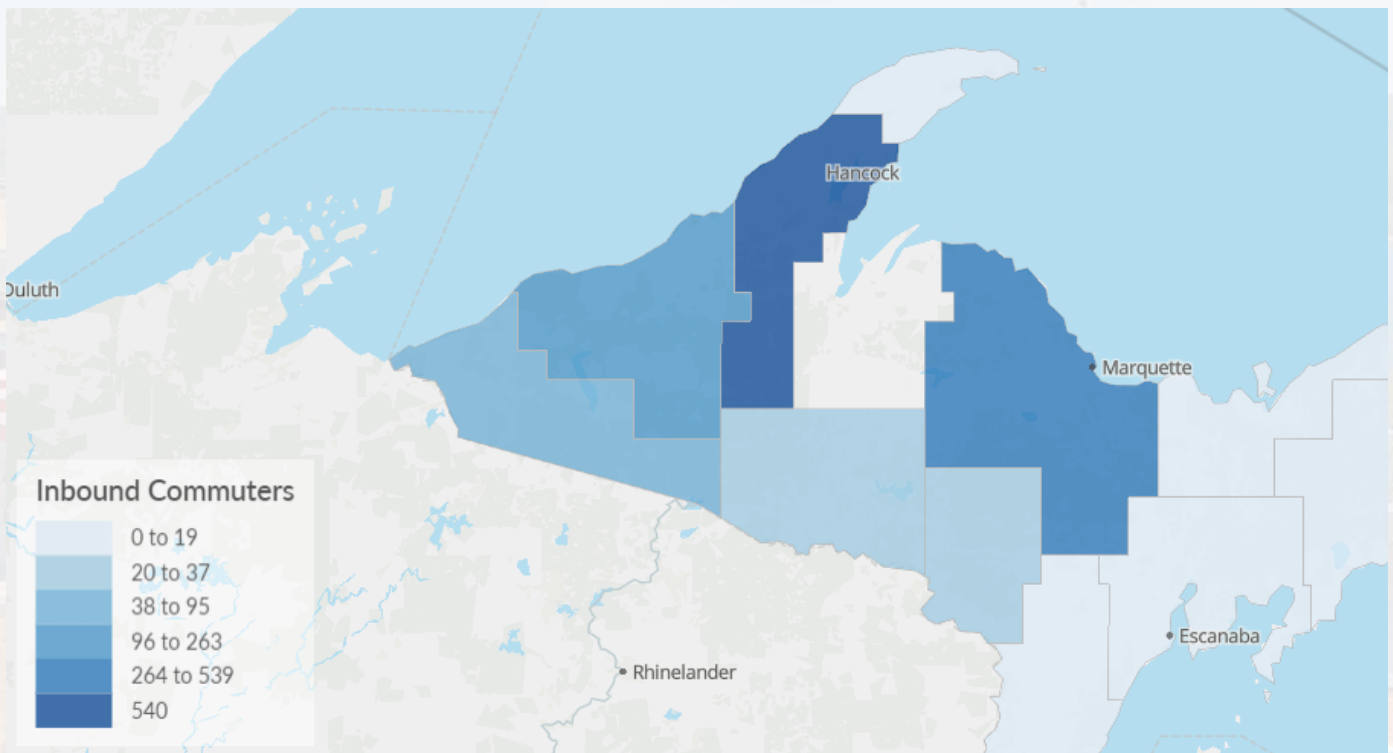 Hancock
Duluth
Marquette
Inbound Commuters
0 to 19
20 to 37
38 to 95
96 to 263
264 to 539
540
Escanaba
Rhinelander